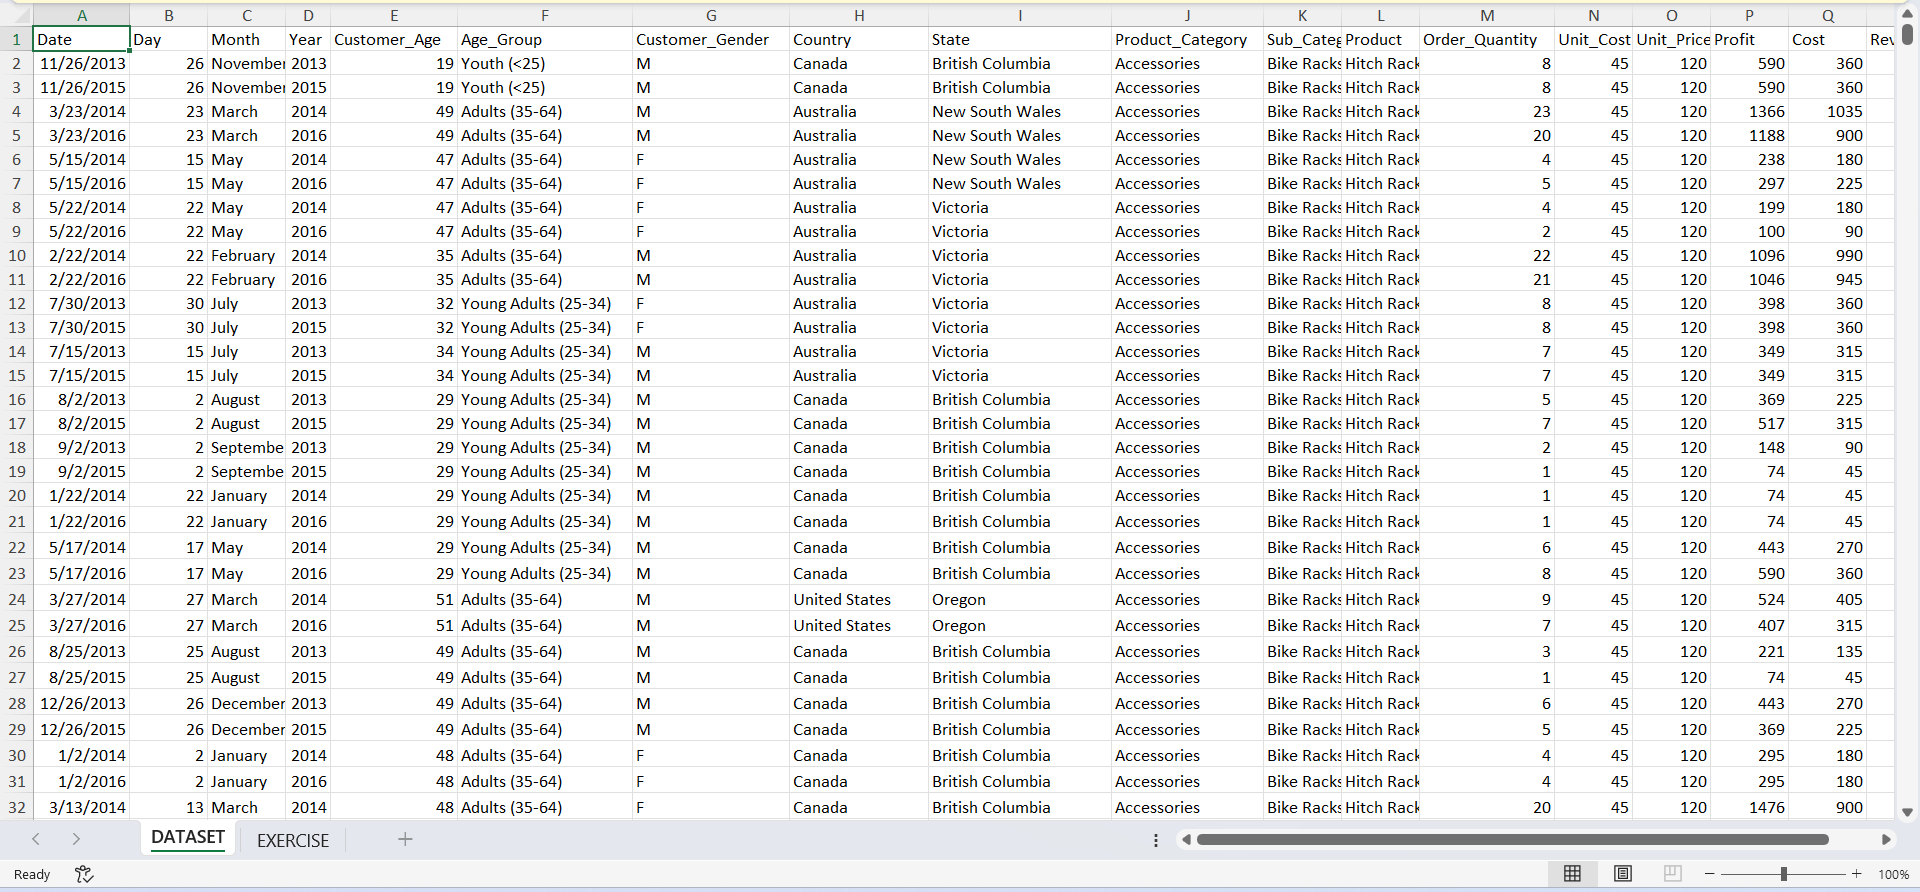 A B C D E F G H I J K L M N O P Q
1 Date Day Month Year Customer_Age Age_Group Customer_Gender Country State Product_Category Sub_Categ Product Order_Quantity Unit_Cost Unit_Price Profit Cost Rev
2 11/26/2013 26 November 2013 19 Youth (<25) M Canada British Columbia Accessories Bike Racks Hitch Rack 8 45 120 590 360
3 11/26/2015 26 November 2015 19 Youth (<25) M Canada British Columbia Accessories Bike Racks Hitch Rack 8 45 120 590 360
4 3/23/2014 23 March 2014 49 Adults (35-64) M Australia New South Wales Accessories Bike Racks Hitch Rack 23 45 120 1366 1035
5 3/23/2016 23 March 2016 49 Adults (35-64) M Australia New South Wales Accessories Bike Racks Hitch Rack 20 45 120 1188 900
6 5/15/2014 15 May 2014 47 Adults (35-64) F Australia New South Wales Accessories Bike Racks Hitch Rack 4 45 120 238 180
7 5/15/2016 15 May 2016 47 Adults (35-64) F Australia New South Wales Accessories Bike Racks Hitch Rack 5 45 120 297 225
8 5/22/2014 22 May 2014 47 Adults (35-64) F Australia Victoria Accessories Bike Racks Hitch Rack 4 45 120 199 180
9 5/22/2016 22 May 2016 47 Adults (35-64) F Australia Victoria Accessories Bike Racks Hitch Rack 2 45 120 100 90
10 2/22/2014 22 February 2014 35 Adults (35-64) M Australia Victoria Accessories Bike Racks Hitch Rack 22 45 120 1096 990
11 2/22/2016 22 February 2016 35 Adults (35-64) M Australia Victoria Accessories Bike Racks Hitch Rack 21 45 120 1046 945
12 7/30/2013 30 July 2013 32 Young Adults (25-34) F Australia Victoria Accessories Bike Racks Hitch Rack 8 45 120 398 360
13 7/30/2015 30 July 2015 32 Young Adults (25-34) F Australia Victoria Accessories Bike Racks Hitch Rack 8 45 120 398 360
14 7/15/2013 15 July 2013 34 Young Adults (25-34) M Australia Victoria Accessories Bike Racks Hitch Rack 7 45 120 349 315
15 7/15/2015 15 July 2015 34 Young Adults (25-34) M Australia Victoria Accessories Bike Racks Hitch Rack 7 45 120 349 315
16 8/2/2013 2 August 2013 29 Young Adults (25-34) M Canada British Columbia Accessories Bike Racks Hitch Rack 5 45 120 369 225
17 8/2/2015 2 August 2015 29 Young Adults (25-34) M Canada British Columbia Accessories Bike Racks Hitch Rack 7 45 120 517 315
18 9/2/2013 2 Septembe 2013 29 Young Adults (25-34) M Canada British Columbia Accessories Bike Racks Hitch Rack 2 45 120 148 90
19 9/2/2015 2 Septembe 2015 29 Young Adults (25-34) M Canada British Columbia Accessories Bike Racks Hitch Rack 1 45 120 74 45
20 1/22/2014 22 January 2014 29 Young Adults (25-34) M Canada British Columbia Accessories Bike Racks Hitch Rack 1 45 120 74 45
21 1/22/2016 22 January 2016 29 Young Adults (25-34) M Canada British Columbia Accessories Bike Racks Hitch Rack 1 45 120 74 45
22 5/17/2014 17 May 2014 29 Young Adults (25-34) M Canada British Columbia Accessories Bike Racks Hitch Rack 6 45 120 443 270
23 5/17/2016 17 May 2016 29 Young Adults (25-34) M Canada British Columbia Accessories Bike Racks Hitch Rack 8 45 120 590 360
24 3/27/2014 27 March 2014 51 Adults (35-64) M United States Oregon Accessories Bike Racks Hitch Rack 9 45 120 524 405
25 3/27/2016 27 March 2016 51 Adults (35-64) M United States Oregon Accessories Bike Racks Hitch Rack 7 45 120 407 315
26 8/25/2013 25 August 2013 49 Adults (35-64) M Canada British Columbia Accessories Bike Racks Hitch Rack 3 45 120 221 135
27 8/25/2015 25 August 2015 49 Adults (35-64) M Canada British Columbia Accessories Bike Racks Hitch Rack 1 45 120 74 45
28 12/26/2013 26 December 2013 49 Adults (35-64) M Canada British Columbia Accessories Bike Racks Hitch Rack 6 45 120 443 270
29 12/26/2015 26 December 2015 49 Adults (35-64) M Canada British Columbia Accessories Bike Racks Hitch Rack 5 45 120 369 225
30 1/2/2014 2 January 2014 48 Adults (35-64) F Canada British Columbia Accessories Bike Racks Hitch Rack 4 45 120 295 180
31 1/2/2016 2 January 2016 48 Adults (35-64) F Canada British Columbia Accessories Bike Racks Hitch Rack 4 45 120 295 180
32 3/13/2014 13 March 2014 48 Adults (35-64) F Canada British Columbia Accessories Bike Racks Hitch Rack 20 45 120 1476 900
DATASET EXERCISE
Ready 100%